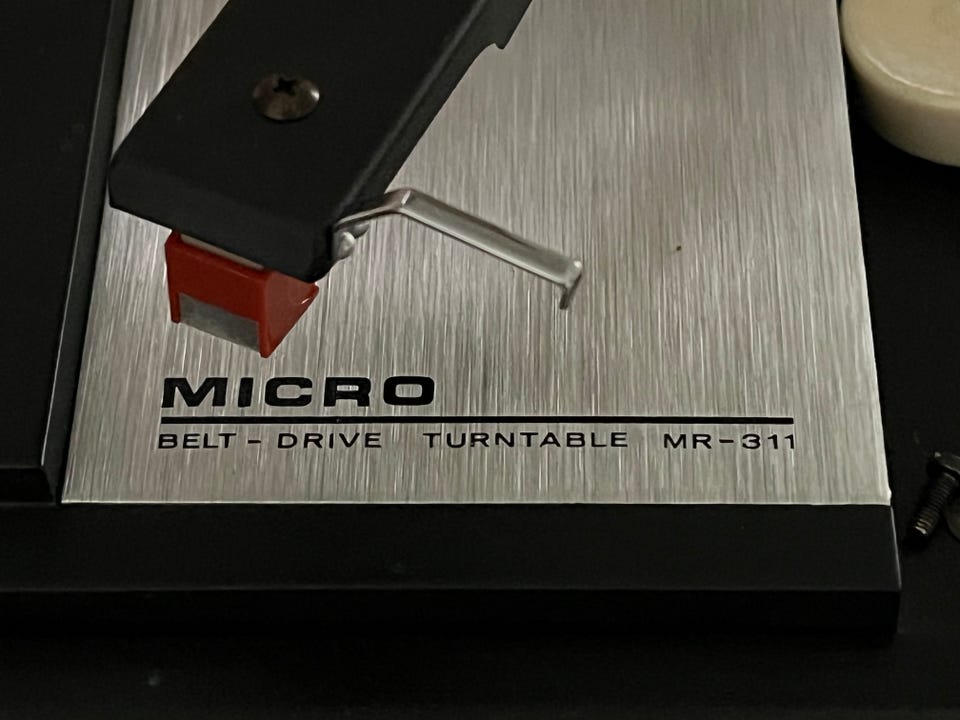 MICRO
BELT-DRIVE TURNTABLE MR-311